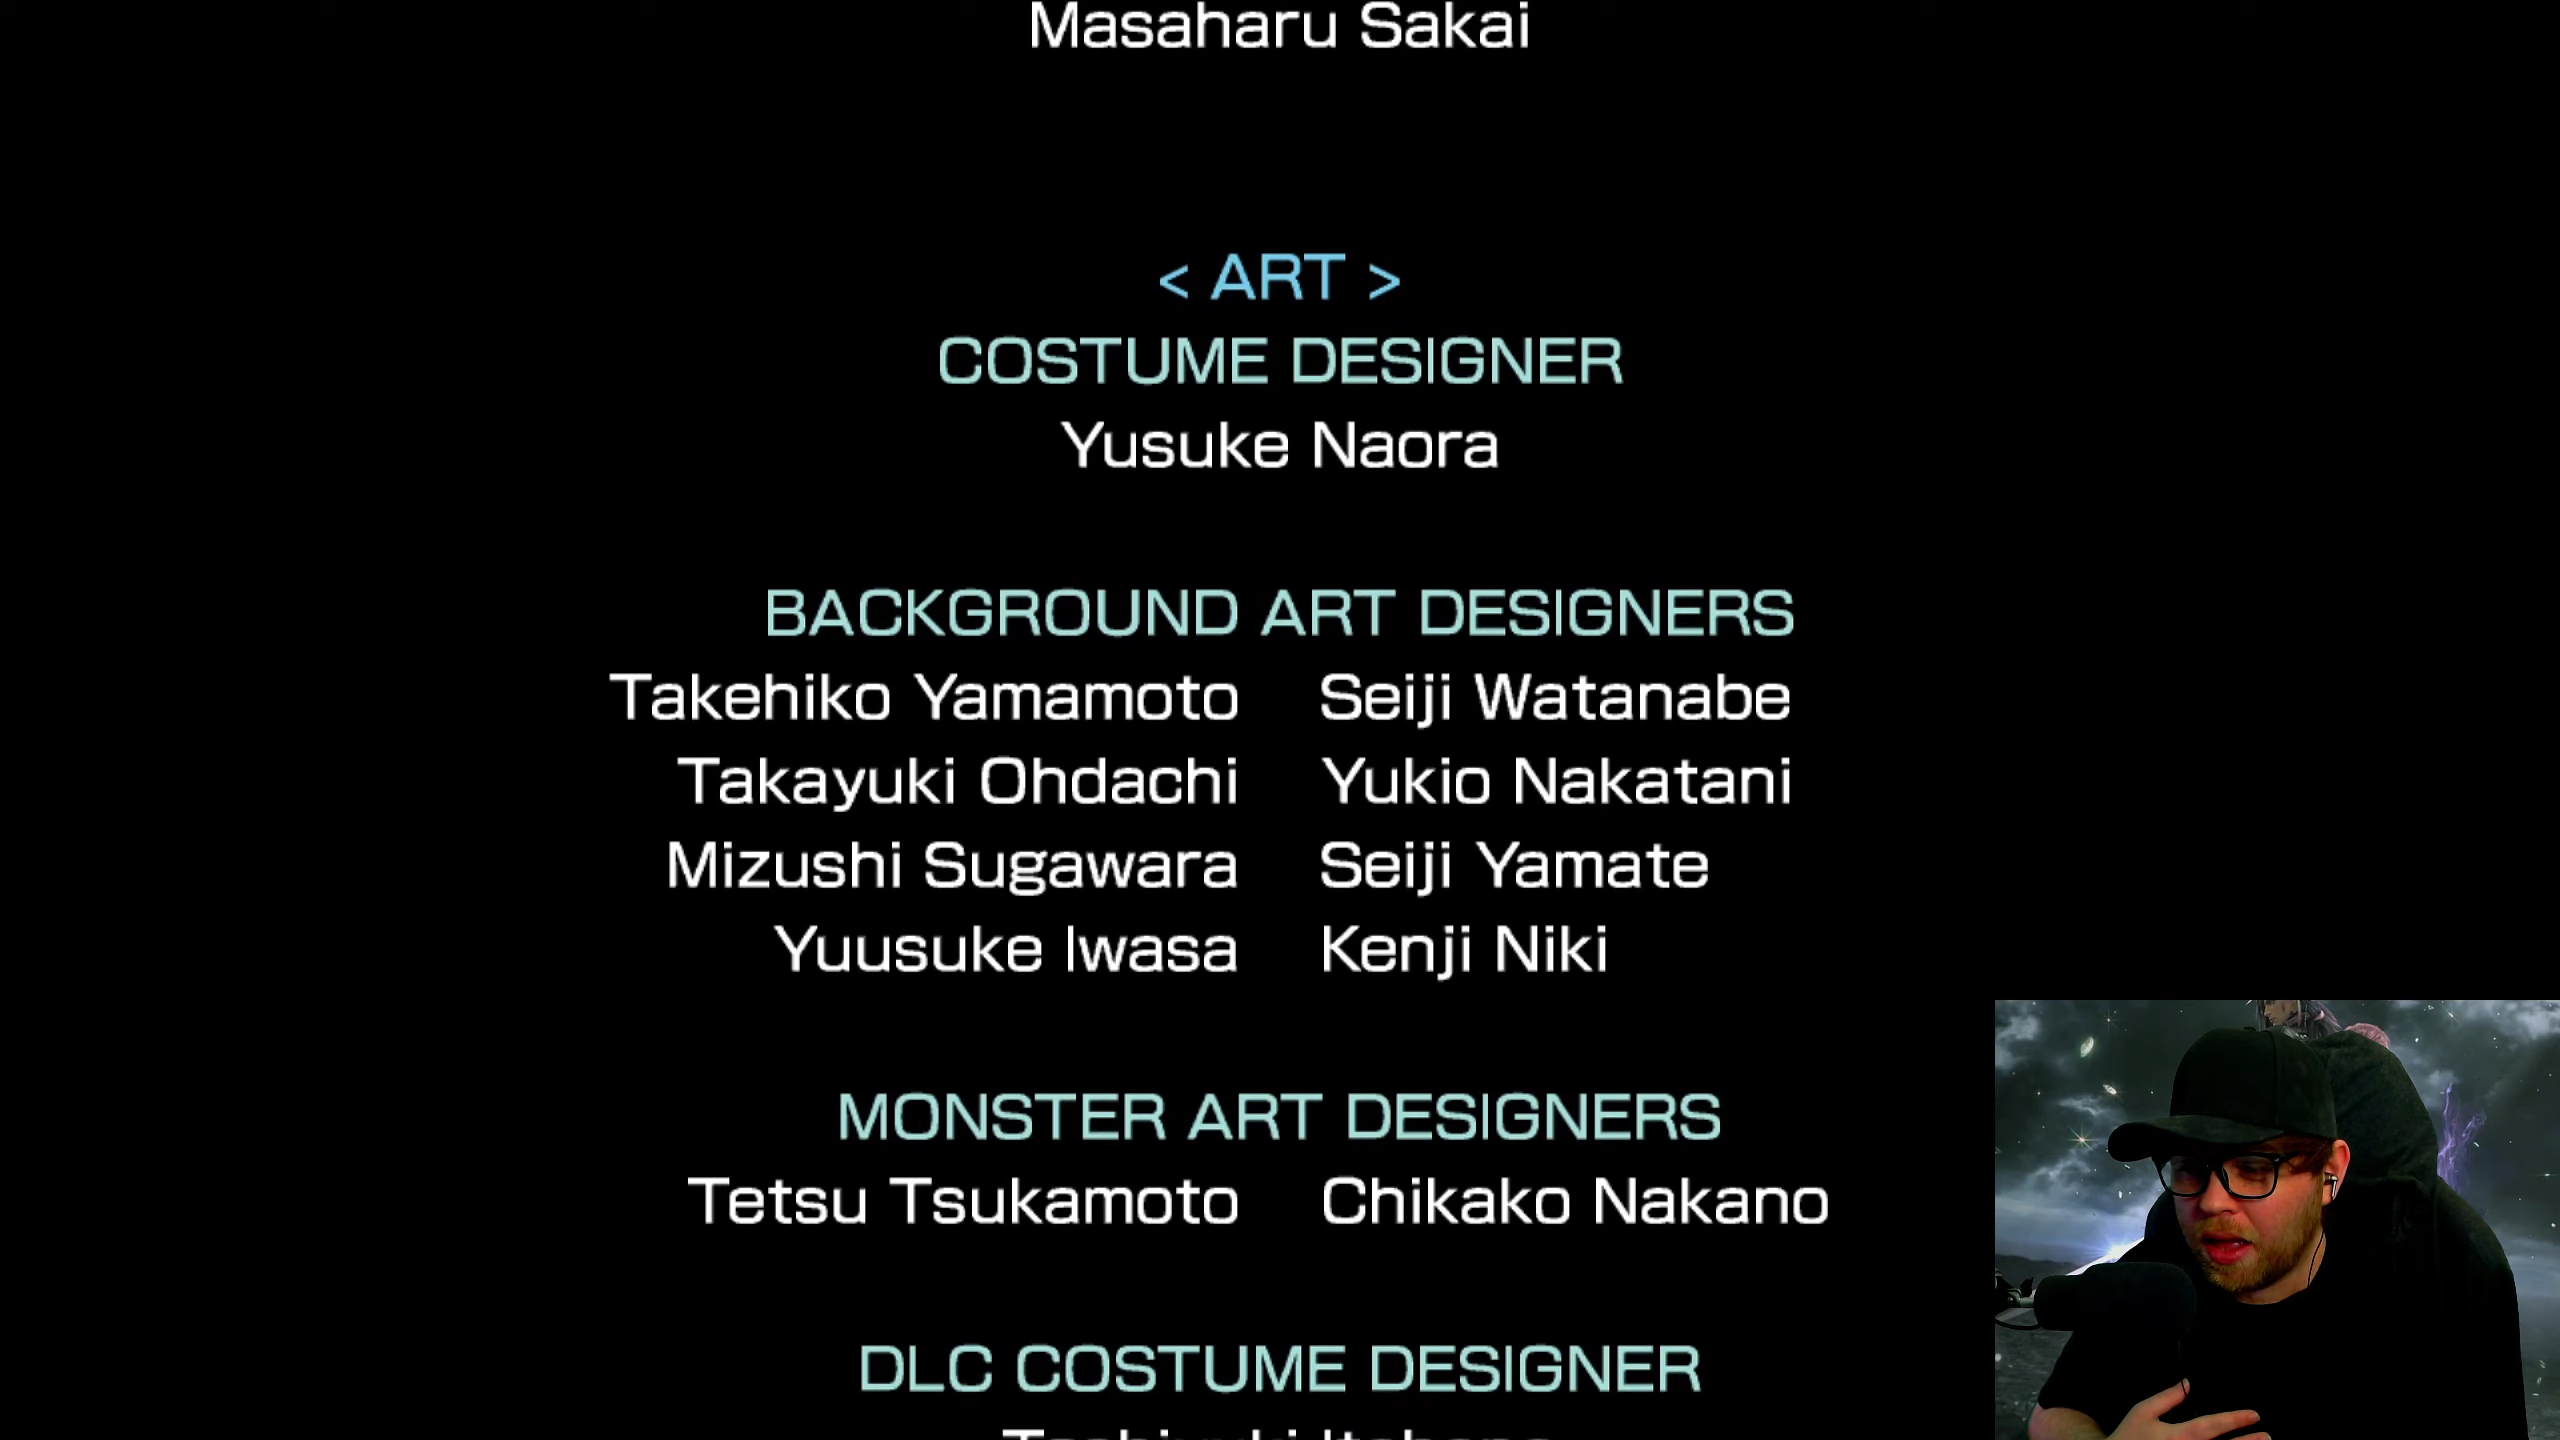 Masaharu Sakai
< ART >
COSTUME DESIGNER
Yusuke Naora
BACKGROUND ART DESIGNERS
Takehiko Yamamoto Seiji Watanabe
Takayuki Ohdachi Yukio Nakatani
Mizushi Sugawara Seiji Yamate
Yuusuke Iwasa Kenji Niki
MONSTER ART DESIGNERS
Tetsu Tsukamoto Chikako Nakano
DLC COSTUME DESIGNER